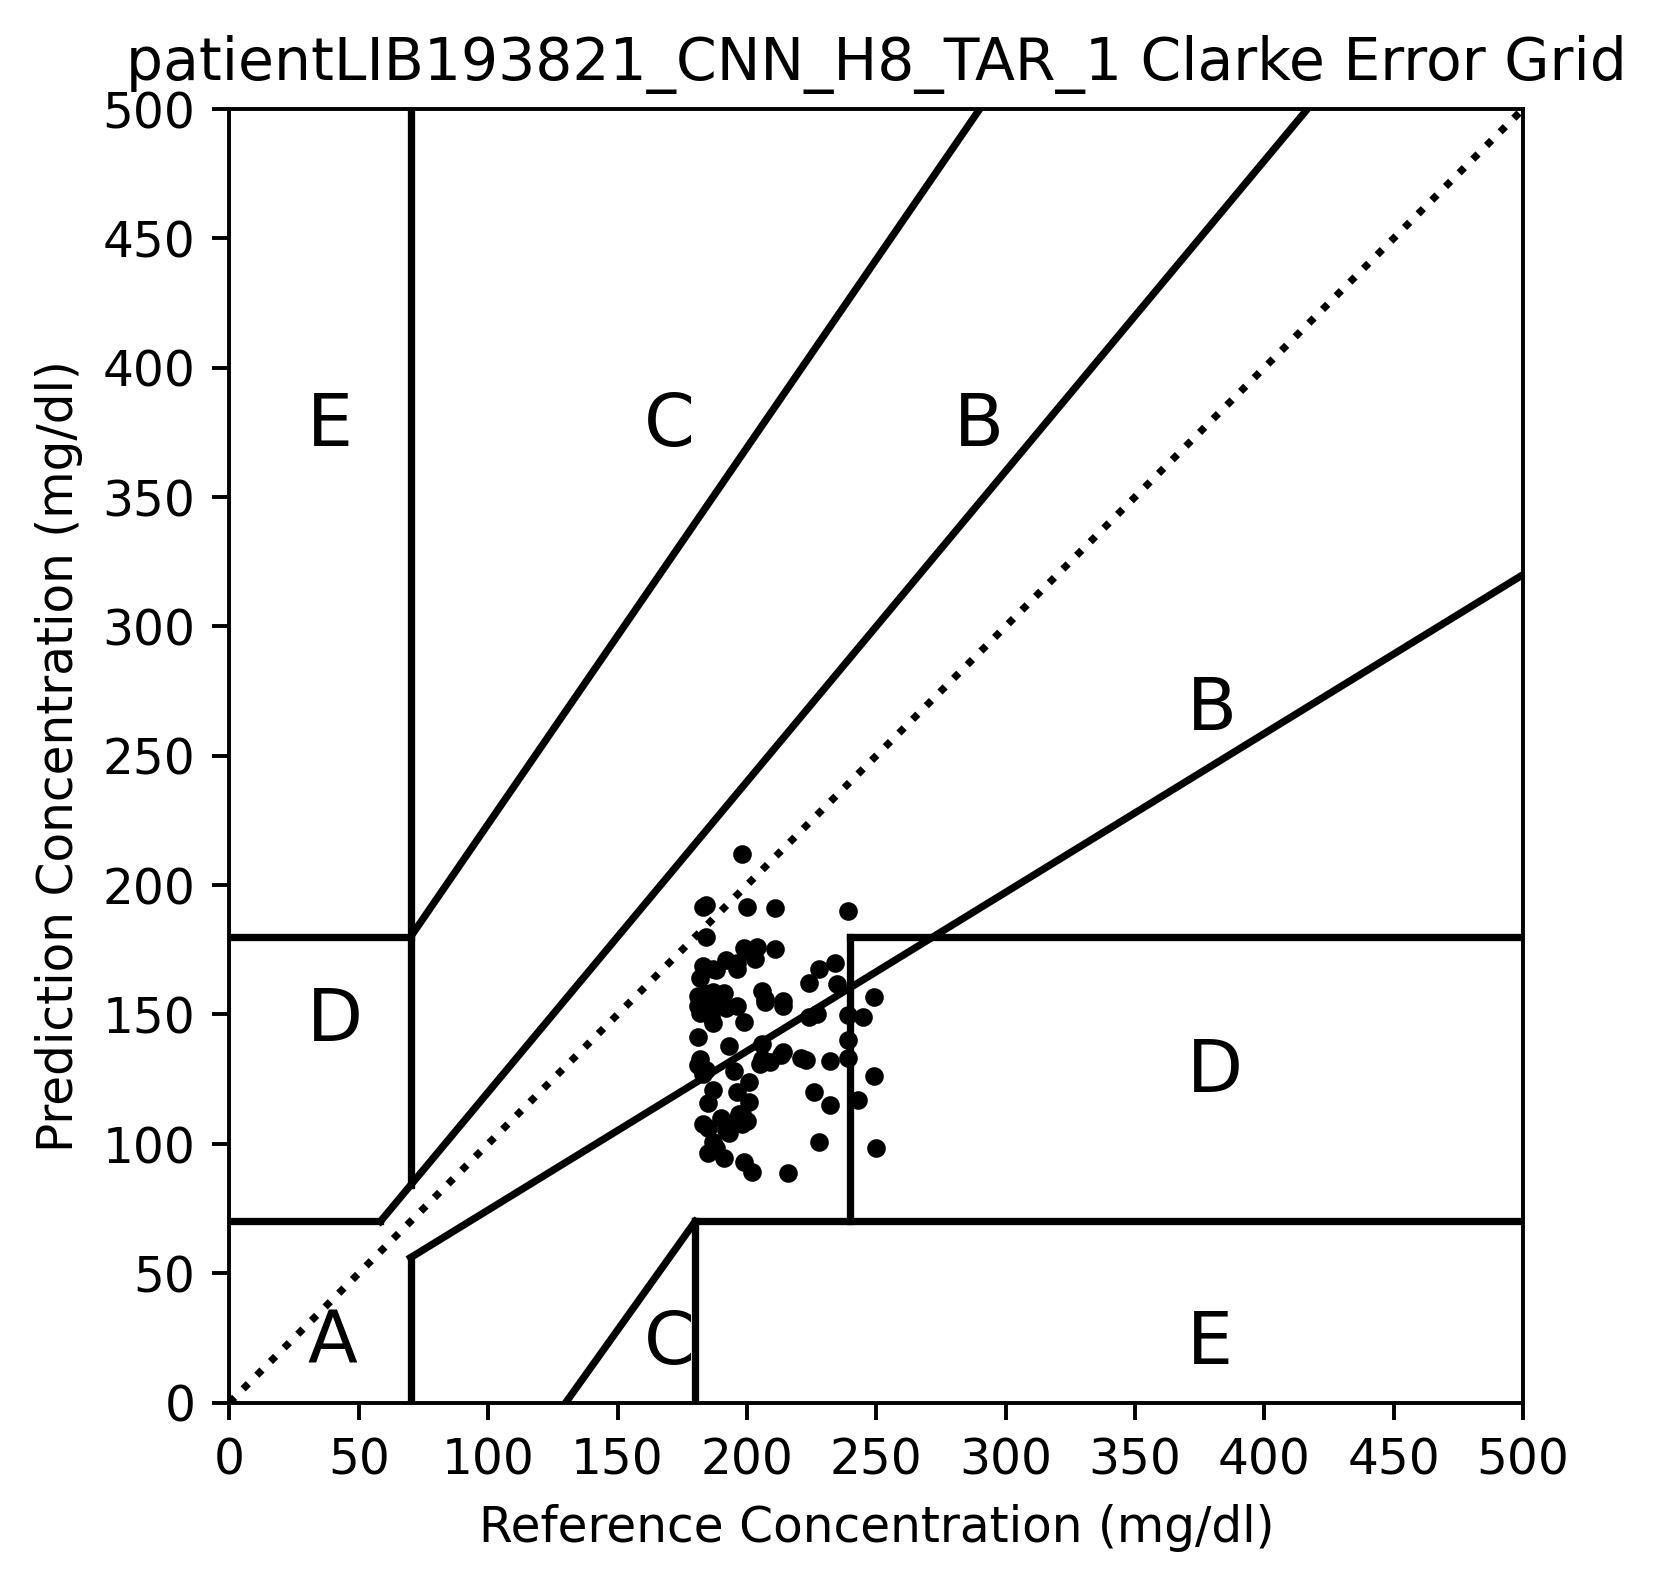 patientLIB193821_CNN_H8_TAR_1 Clarke Error Grid
500
450
400
350
300
250
200
150
100
50
0
Prediction Concentration (mg/dl)
E
C
B
B
D
D
A
C
E
0 50 100 150 200 250 300 350 400 450 500
Reference Concentration (mg/dl)